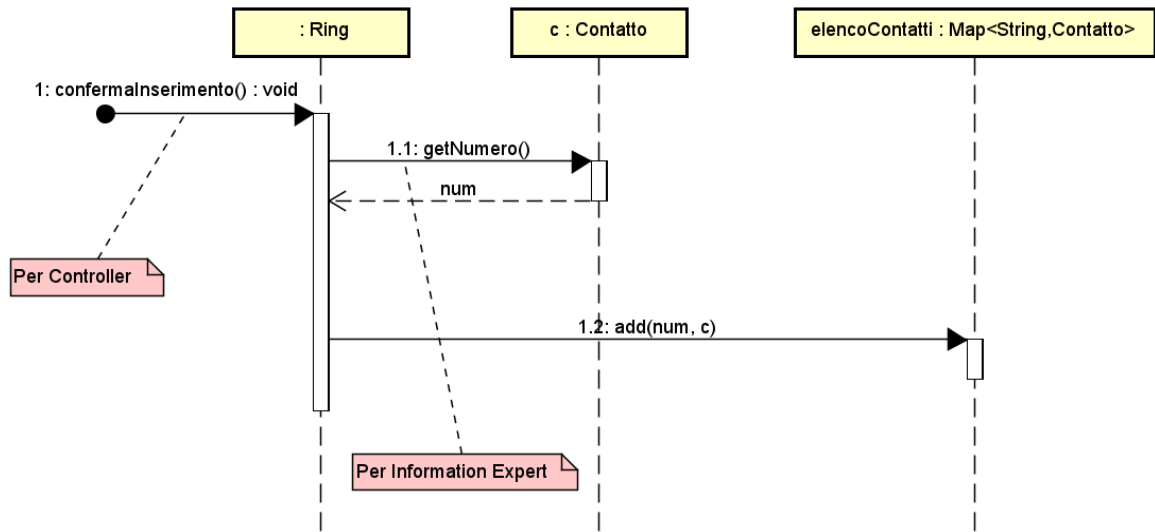 : Ring
c : Contatto
elencoContatti : Map<String,Contatto>
1: confermaInserimento() : void
1.1: getNumero()
num
Per Controller
1.2: add(num, c)
Per Information Expert